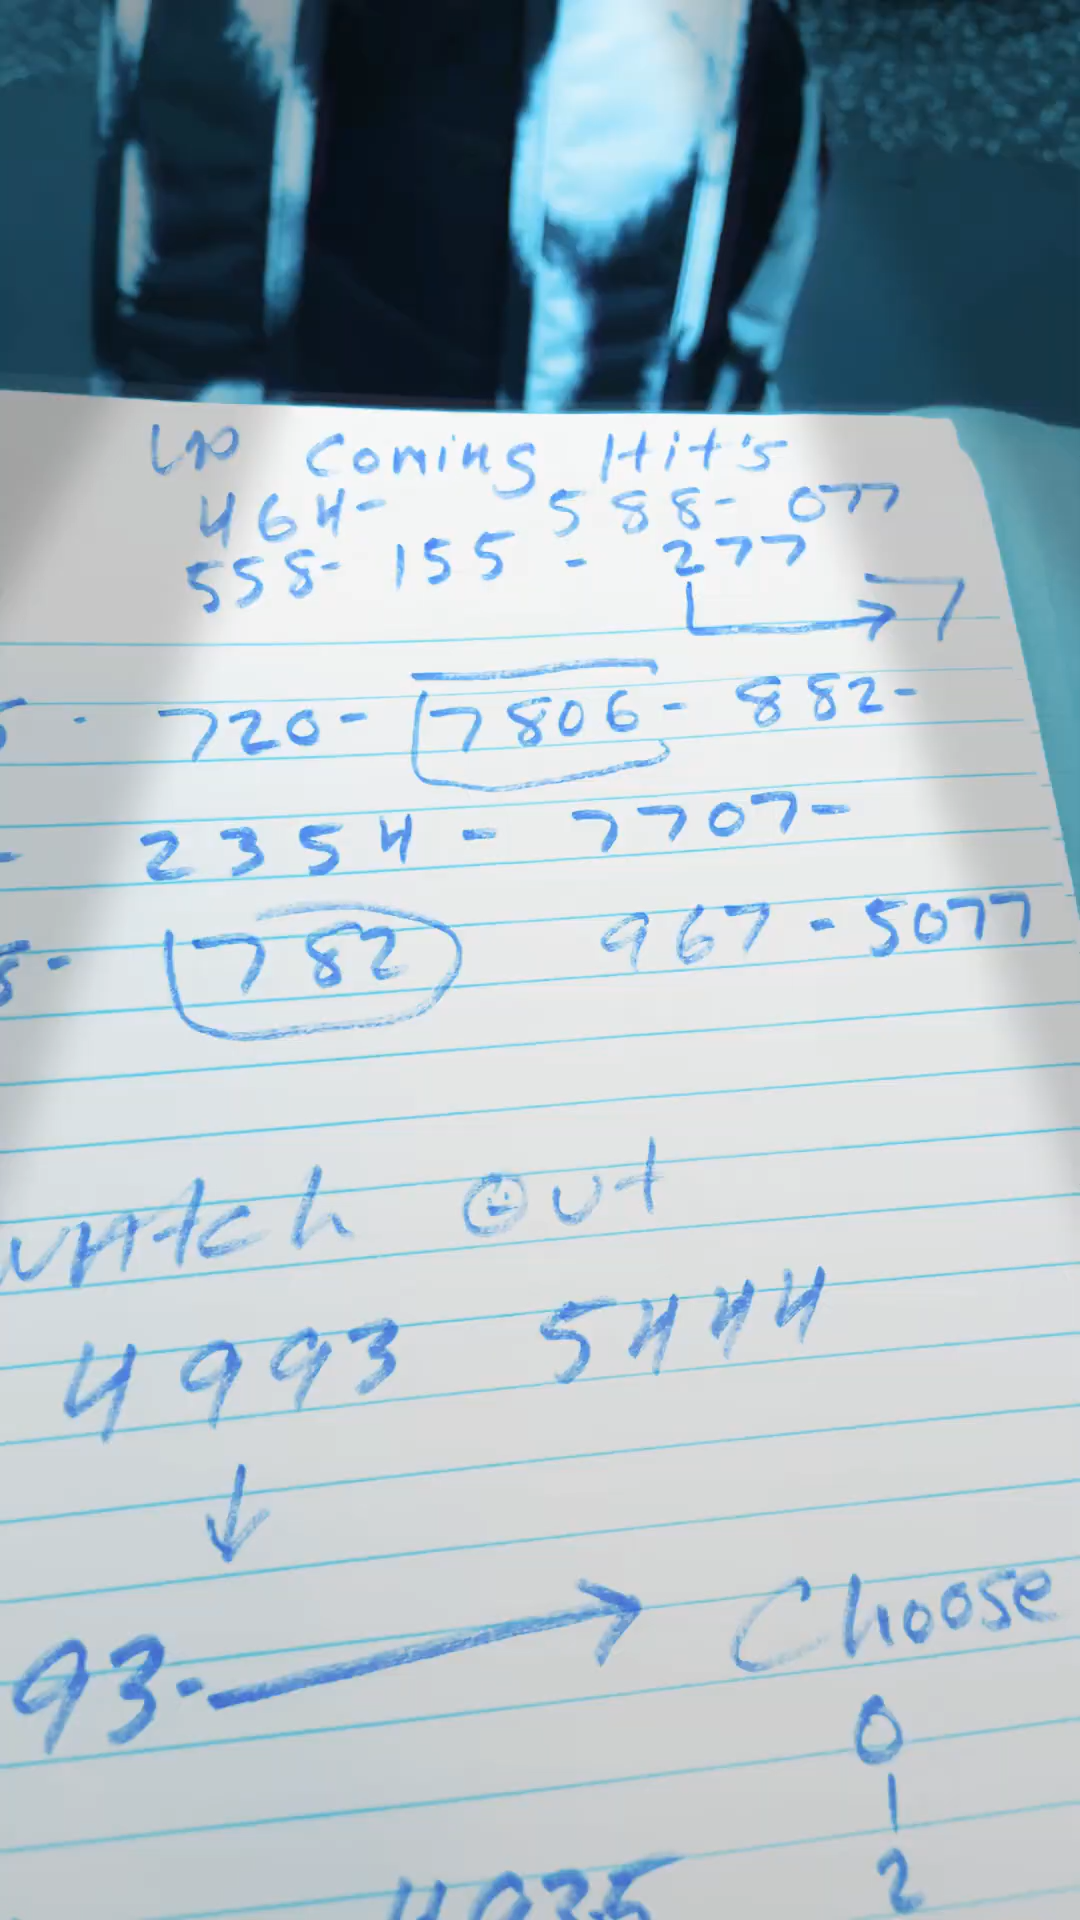 Up Coming Hit's
464- 588- 077
558- 155 - 277
7
- 720- 7806- 882-
- 2354 - 7707-
- 782 967 - 5077
Watch Out
4993 5444
93-
Choose
0
1
2
4935